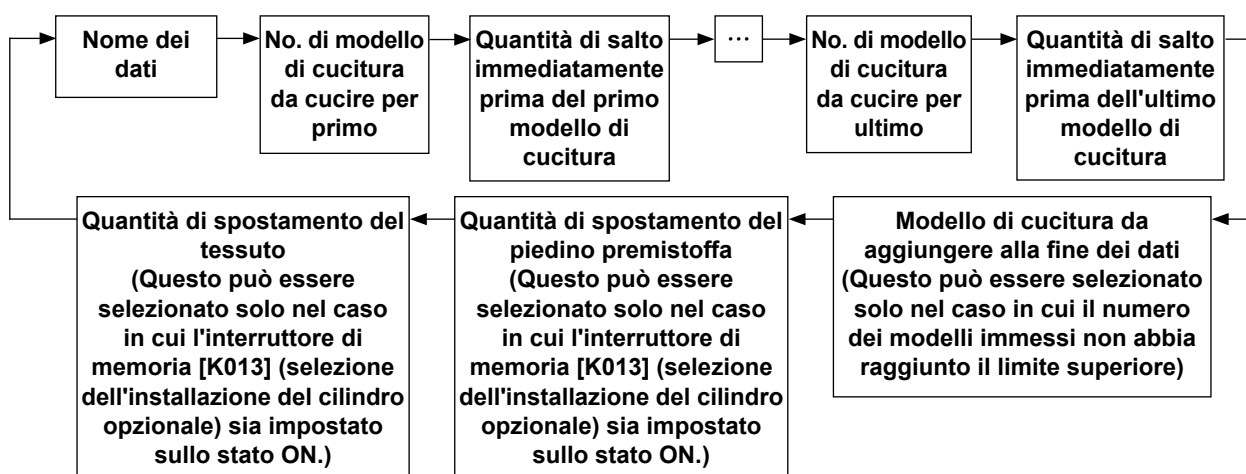 Nome dei
dati
No. di modello
di cucitura
da cucire per
primo
Quantità di salto
immediatamente
prima del primo
modello di
cucitura
...
No. di modello
di cucitura
da cucire per
ultimo
Quantità di salto
immediatamente
prima dell'ultimo
modello di
cucitura
Quantità di spostamento del
tessuto
(Questo può essere
selezionato solo nel caso
in cui l'interruttore di
memoria [K013] (selezione
dell'installazione del cilindro
opzionale) sia impostato
sullo stato ON.)
Quantità di spostamento del
piedino premistoffa
(Questo può essere
selezionato solo nel caso
in cui l'interruttore di
memoria [K013] (selezione
dell'installazione del cilindro
opzionale) sia impostato
sullo stato ON.)
Modello di cucitura da
aggiungere alla fine dei dati
(Questo può essere selezionato
solo nel caso in cui il numero
dei modelli immessi non abbia
raggiunto il limite superiore)